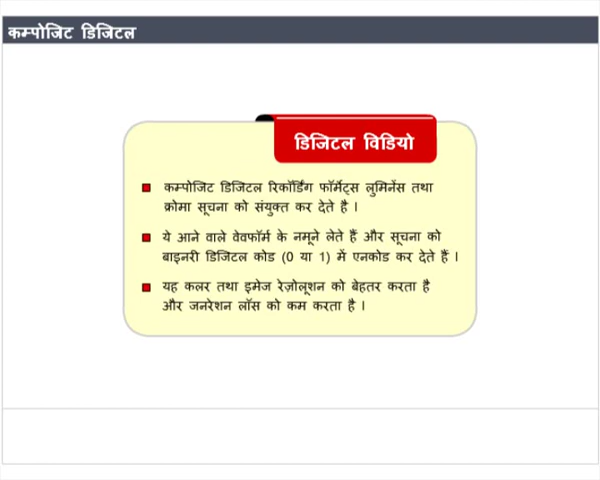 कम्पोजिट डिजिटल
डिजिटल विडियो
कम्पोजिट डिजिटल रिकॉर्डिंग फॉर्मेट्स लुमिनेंस तथा
क्रोमा सूचना को संयुक्त कर देते है ।
ये आने वाले वेवफॉर्म के नमूने लेते हैं और सूचना को
बाइनरी डिजिटल कोड (0 या 1) में एनकोड कर देते हैं ।
यह कलर तथा इमेज रेज़ोलूशन को बेहतर करता है
और जनरेशन लॉस को कम करता है ।